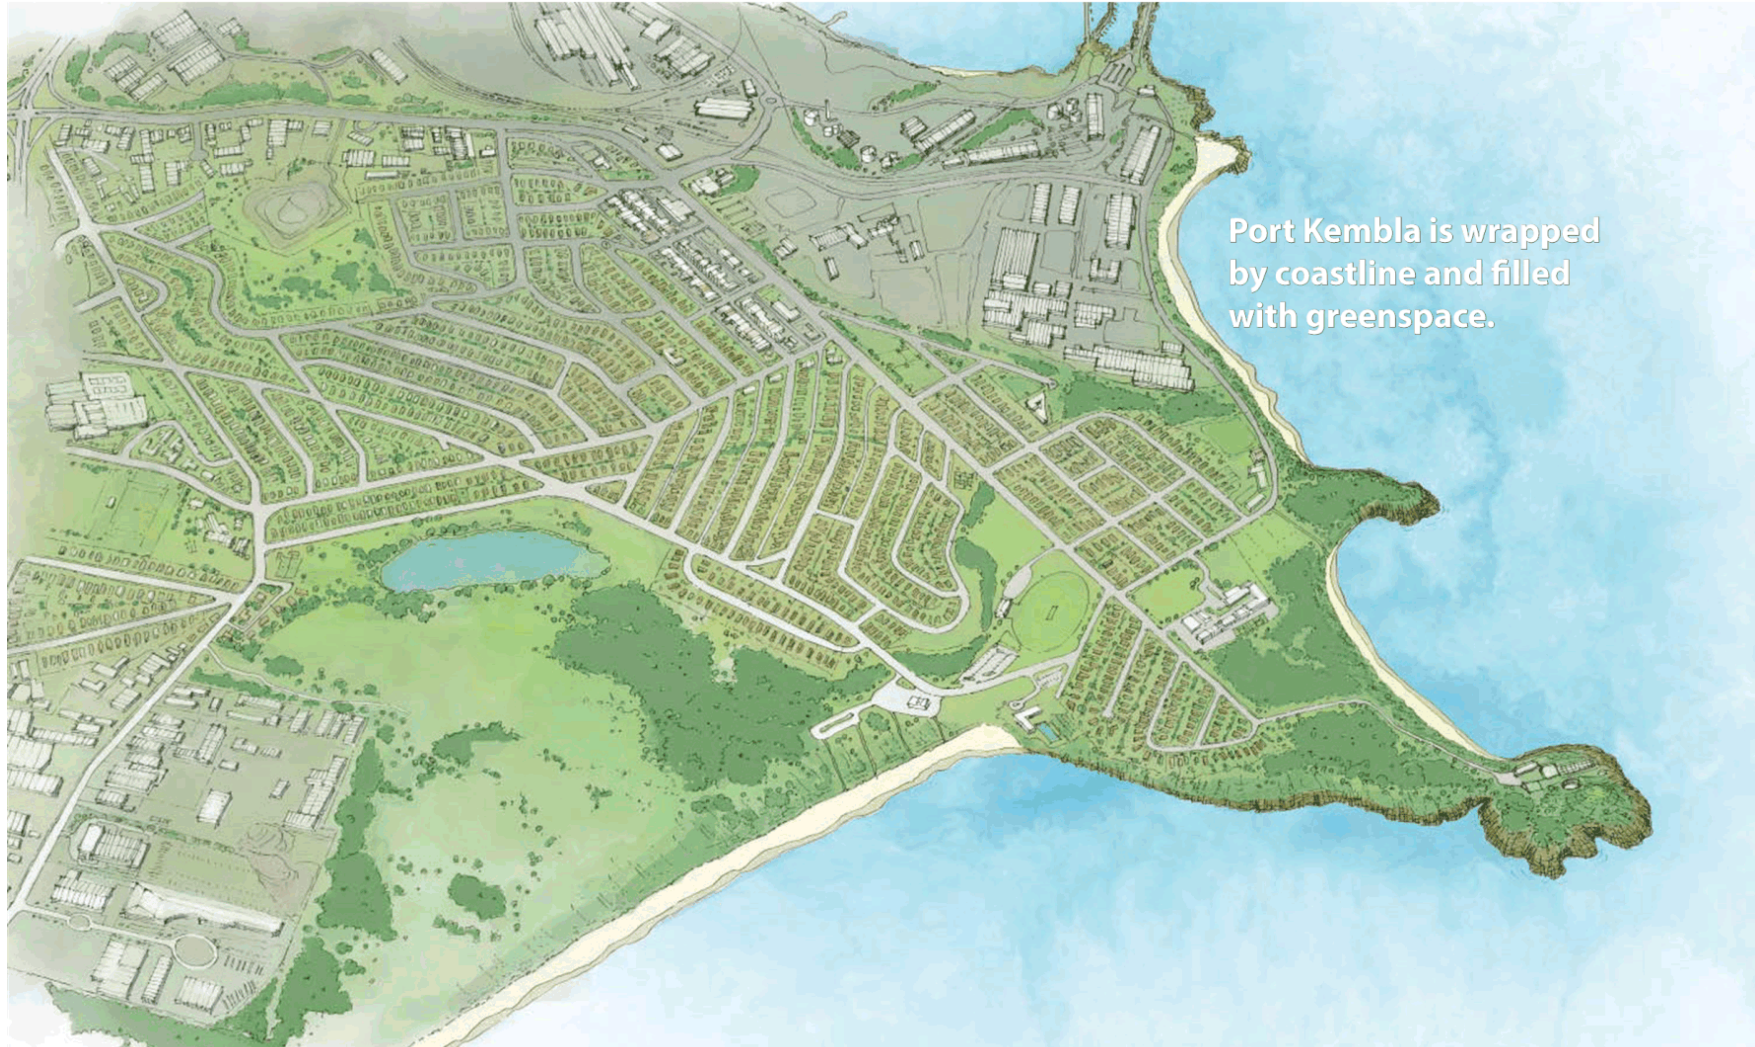 Port Kembla is wrapped
by coastline and filled
with greenspace.